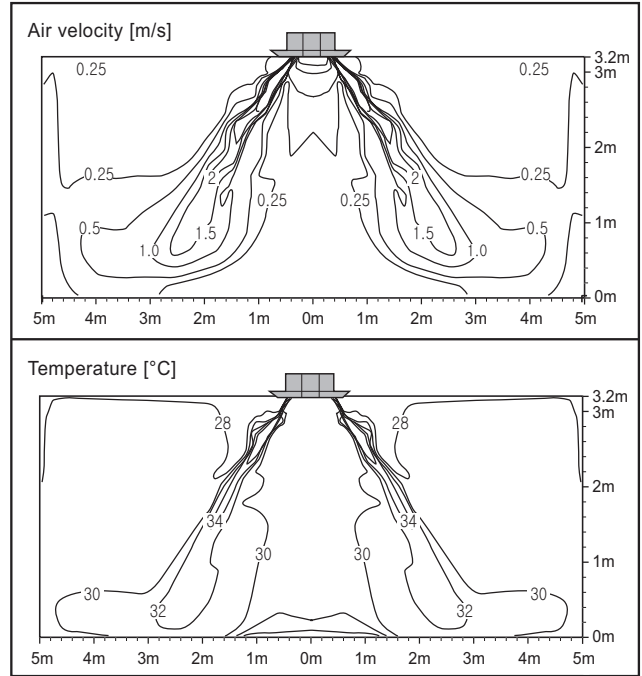 Air velocity [m/s]
3.2m
0.25 0.25 3m
2m
2 2
0.25 0.25 0.25 0.25
0.5 0.5 1m
1.5 1.5
1.0 1.0
0m
5m 4m 3m 2m 1m 0m 1m 2m 3m 4m 5m
Temperature [°C]
3.2m
3m
28 28
2m
34 34
30 30 1m
30 30
32 32
0m
5m 4m 3m 2m 1m 0m 1m 2m 3m 4m 5m